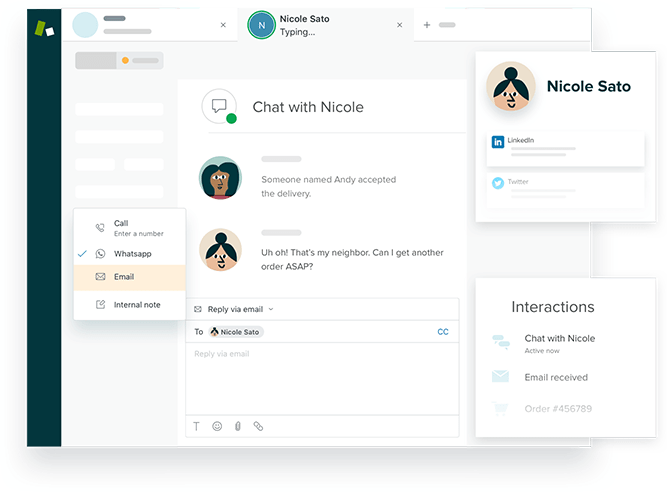 N
Nicole Sato
Typing...
Chat with Nicole
Someone named Andy accepted
the delivery.
Uh oh! That's my neighbor. Can I get another
order ASAP?
Call
Enter a number
Whatsapp
Email
Internal note
Reply via email
To Nicole Sato CC
Reply via email
Nicole Sato
in LinkedIn
Twitter
Interactions
Chat with Nicole
Active now
Email received
Order #456789